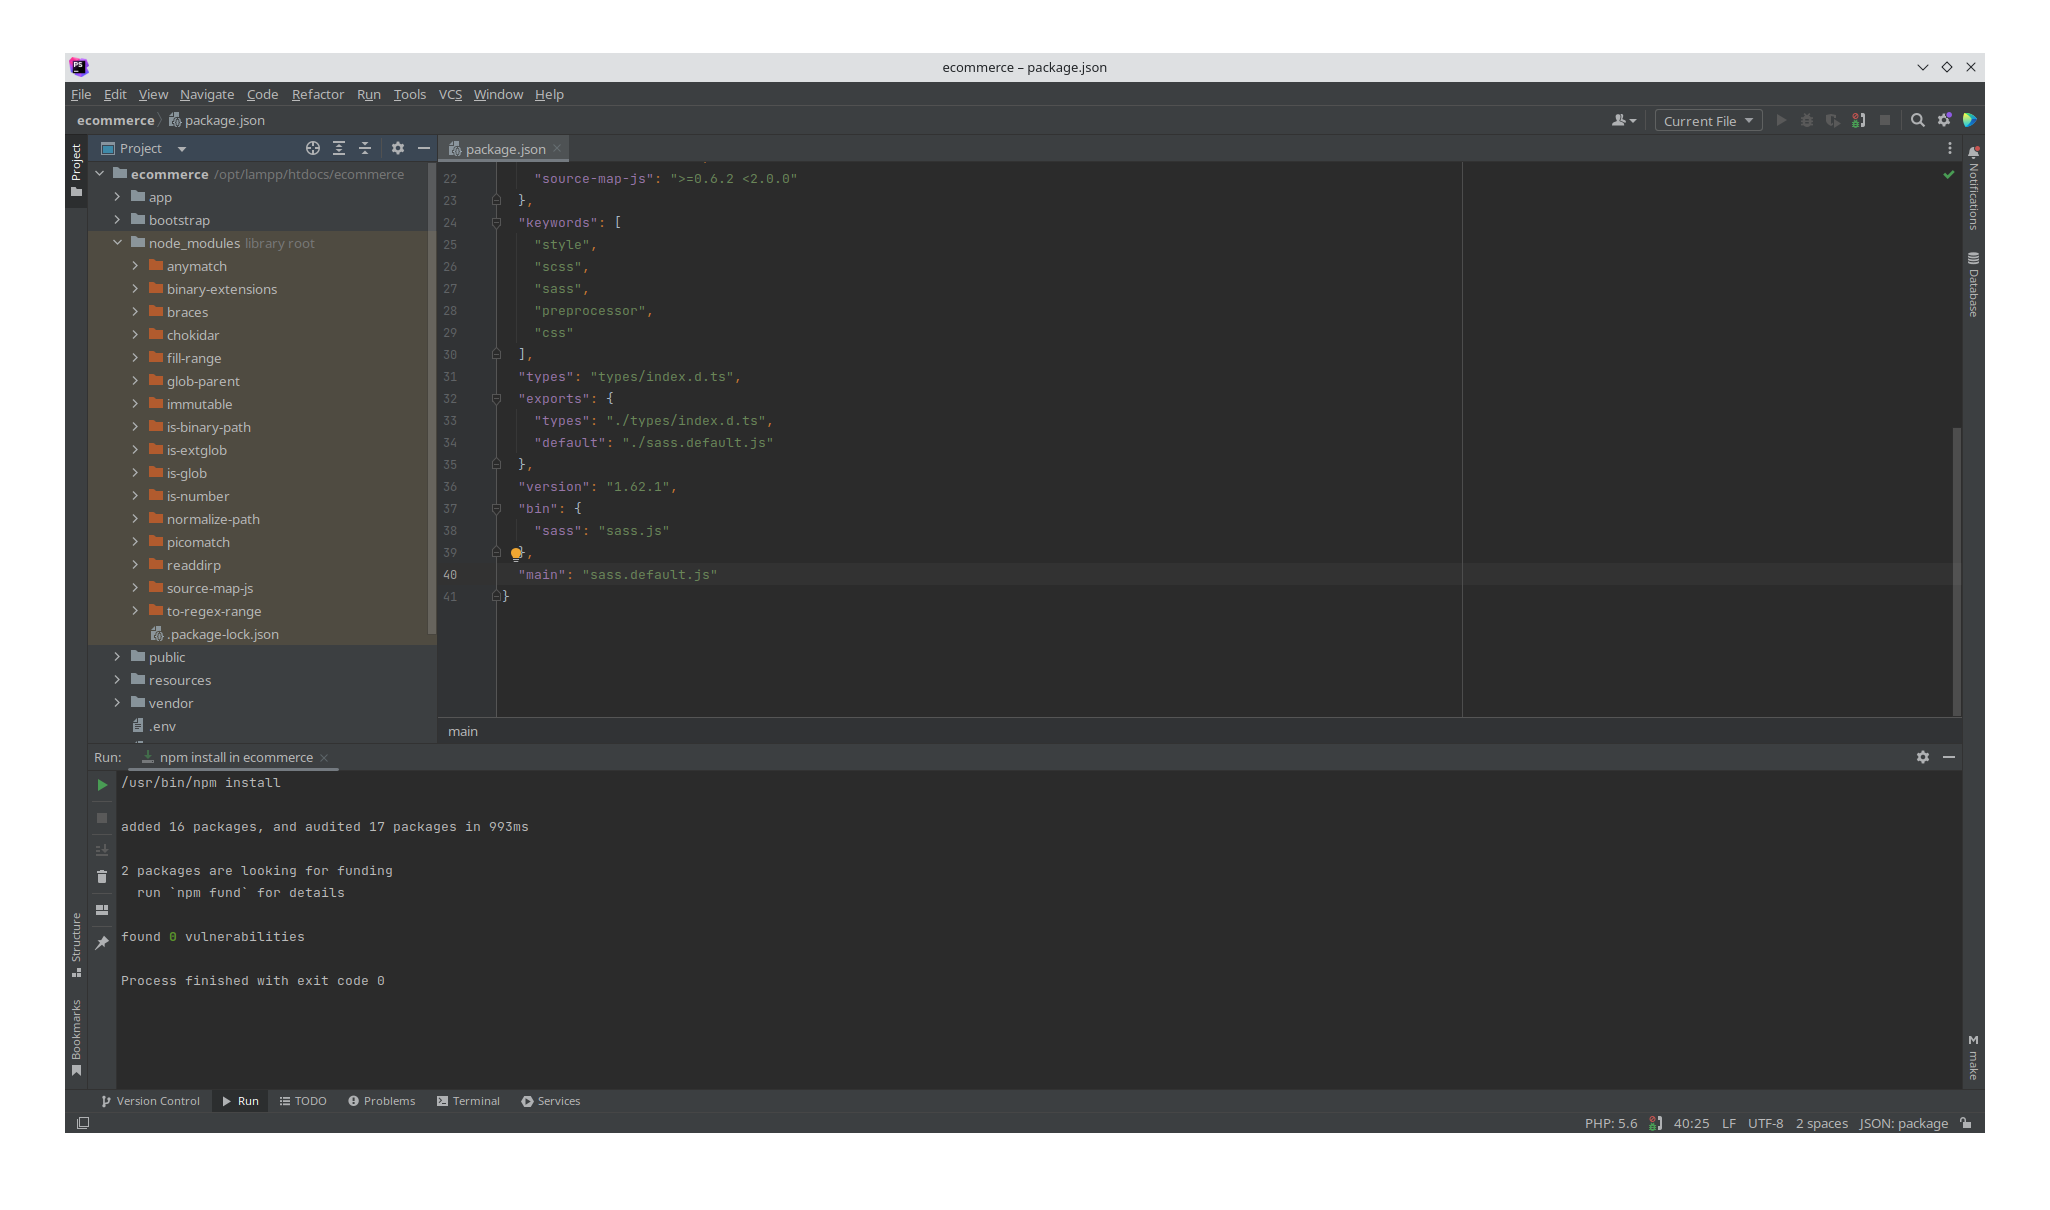 PS
ecommerce – package.json
File Edit View Navigate Code Refactor Run Tools VCS Window Help
ecommerce package.json
Current File
Project
package.json
Project
ecommerce /opt/lampp/htdocs/ecommerce
app
bootstrap
node_modules library root
anymatch
binary-extensions
braces
chokidar
fill-range
glob-parent
immutable
is-binary-path
is-extglob
is-glob
is-number
normalize-path
picomatch
readdirp
source-map-js
to-regex-range
.package-lock.json
public
resources
vendor
.env
22 "source-map-js": ">=0.6.2 <2.0.0"
23 },
24 "keywords": [
25 "style",
26 "scss",
27 "sass",
28 "preprocessor",
29 "css"
30 ],
31 "types": "types/index.d.ts",
32 "exports": {
33 "types": "./types/index.d.ts",
34 "default": "./sass.default.js"
35 },
36 "version": "1.62.1",
37 "bin": {
38 "sass": "sass.js"
39 },
40 "main": "sass.default.js"
41 }
main
Notifications
Database
Run: npm install in ecommerce
/usr/bin/npm install
added 16 packages, and audited 17 packages in 993ms
2 packages are looking for funding
run `npm fund` for details
found 0 vulnerabilities
Process finished with exit code 0
Structure
Bookmarks
M make
Version Control Run TODO Problems Terminal Services
PHP: 5.6 40:25 LF UTF-8 2 spaces JSON: package